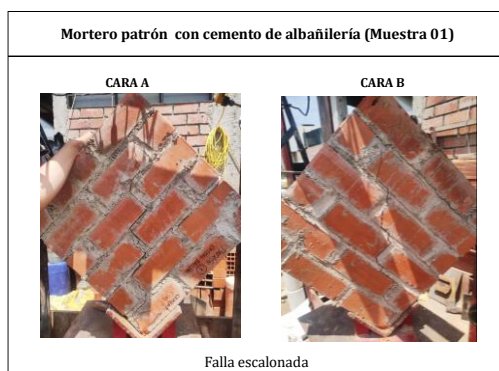 Mortero patrón con cemento de albañilería (Muestra 01)
CARA A
CARA B
Falla escalonada